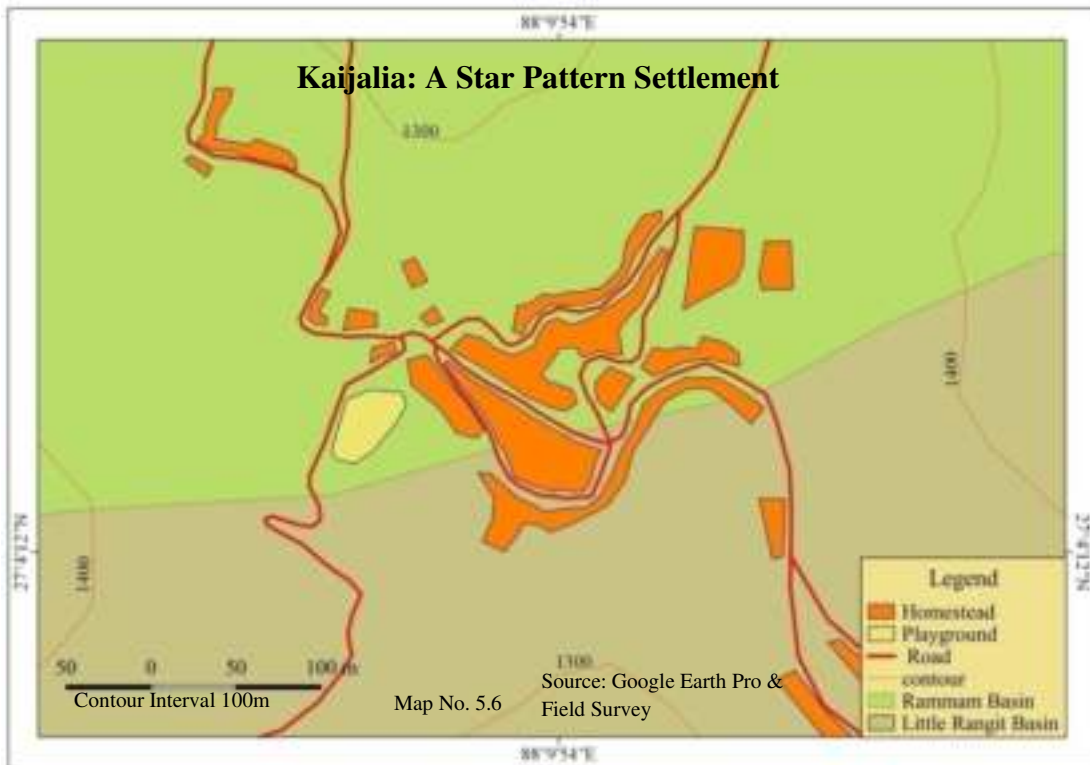 88°9'54"E
Kaijalia: A Star Pattern Settlement
1300
1400
27°4'12"N
27°4'12"N
1400
Legend
Homestead
Playground
Road
contour
Rammam Basin
Little Rangit Basin
50 0 50 100 m
Contour Interval 100m
Map No. 5.6
1300
Source: Google Earth Pro &
Field Survey
88°9'54"E